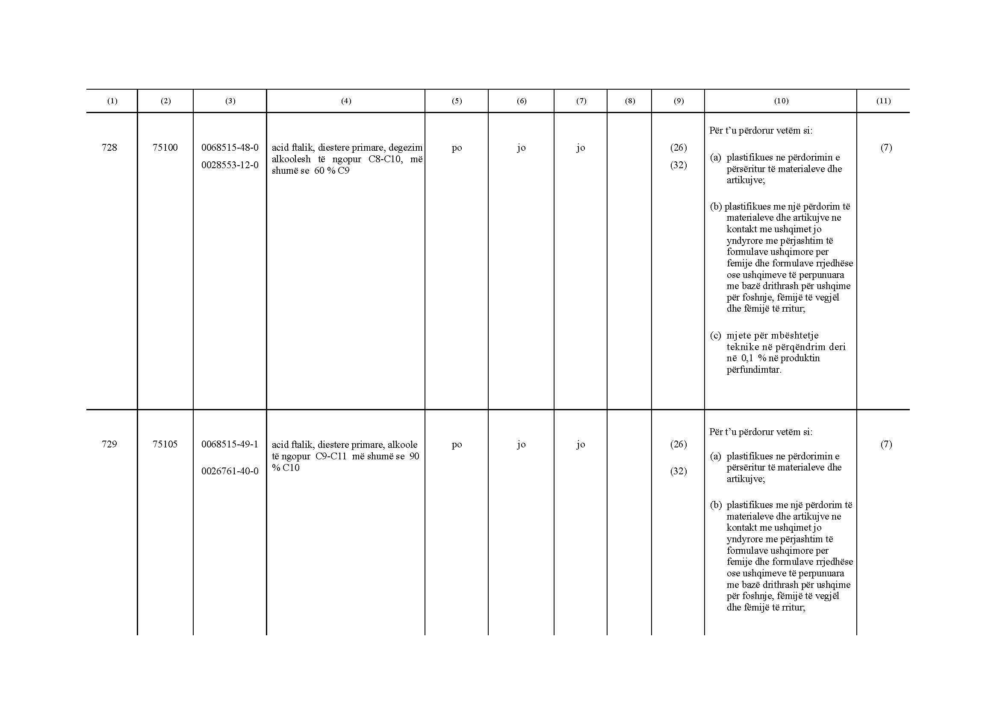 (1) (2) (3) (4) (5) (6) (7) (8) (9) (10) (11)
Për t’u përdorur vetëm si:
728 75100 0068515-48-0 acid ftalik, diestere primare, degezim po jo jo (26) (7)
0028553-12-0 alkoolesh të ngopur C8-C10, më (32)
shumë se 60 % C9
(a) plastifikues ne përdorimin e
përsëritur të materialeve dhe
artikujve;
(b) plastifikues me një përdorim të
materialeve dhe artikujve ne
kontakt me ushqimet jo
yndyrore me përjashtim të
formulave ushqimore per
femije dhe formulave rrjedhëse
ose ushqimeve të perpunuara
me bazë drithrash për ushqime
për foshnje, fëmijë të vegjël
dhe fëmijë të rritur;
(c) mjete për mbështetje
teknike në përqëndrim deri
në 0,1 % në produktin
përfundimtar.
Për t’u përdorur vetëm si:
729 75105 0068515-49-1 acid ftalik, diestere primare, alkoole po jo jo (26) (7)
të ngopur C9-C11 më shumë se 90
0026761-40-0 % C10 (32)
(a) plastifikues ne përdorimin e
përsëritur të materialeve dhe
artikujve;
(b) plastifikues me një përdorim të
materialeve dhe artikujve ne
kontakt me ushqimet jo
yndyrore me përjashtim të
formulave ushqimore per
femije dhe formulave rrjedhëse
ose ushqimeve të perpunuara
me bazë drithrash për ushqime
për foshnje, fëmijë të vegjël
dhe fëmijë të rritur;